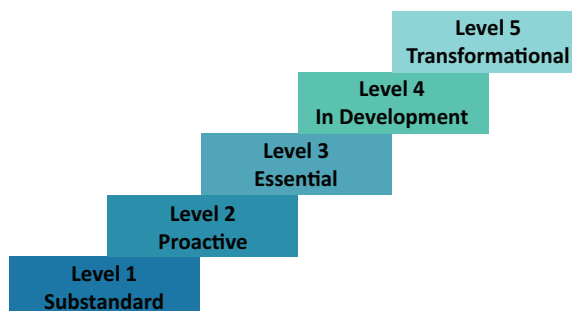 Level 5
Transformational
Level 4
In Development
Level 3
Essential
Level 2
Proactive
Level 1
Substandard